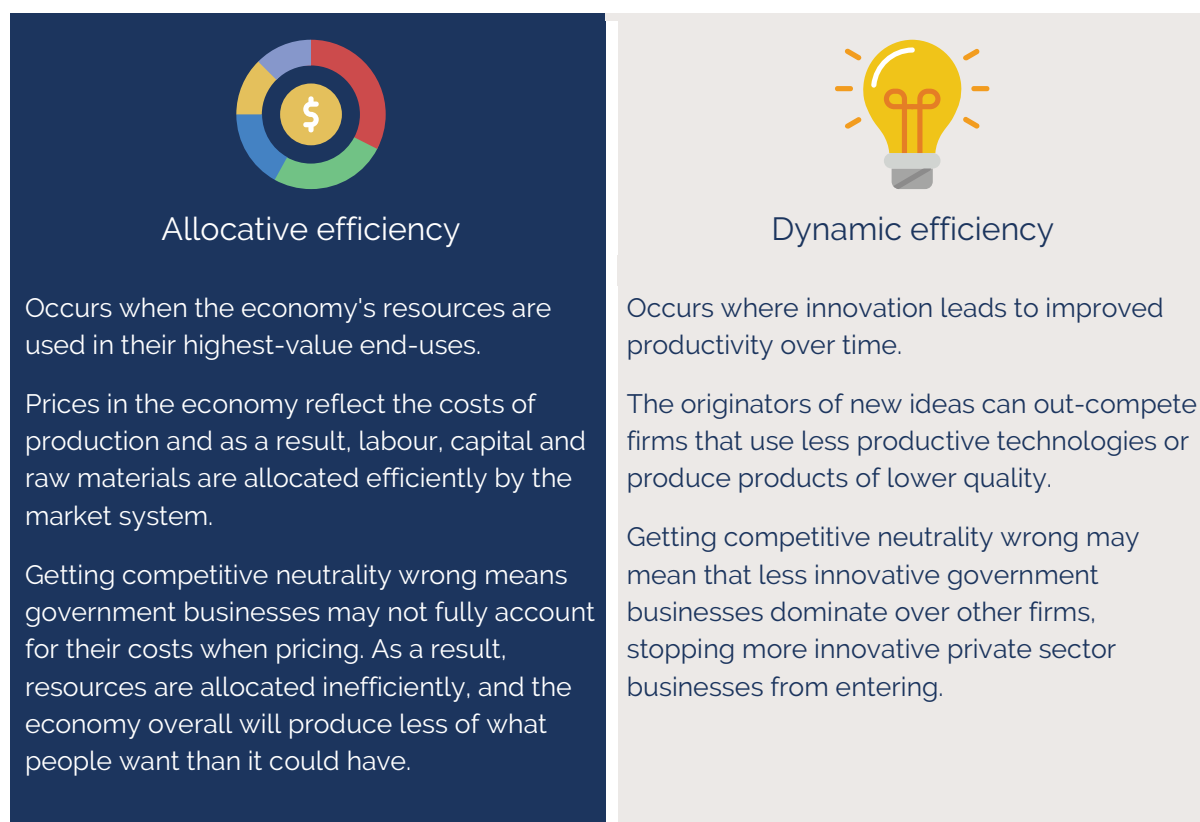 $
Allocative efficiency
Occurs when the economy's resources are
used in their highest-value end-uses.
Prices in the economy reflect the costs of
production and as a result, labour, capital and
raw materials are allocated efficiently by the
market system.
Getting competitive neutrality wrong means
government businesses may not fully account
for their costs when pricing. As a result,
resources are allocated inefficiently, and the
economy overall will produce less of what
people want than it could have.
Dynamic efficiency
Occurs where innovation leads to improved
productivity over time.
The originators of new ideas can out-compete
firms that use less productive technologies or
produce products of lower quality.
Getting competitive neutrality wrong may
mean that less innovative government
businesses dominate over other firms,
stopping more innovative private sector
businesses from entering.